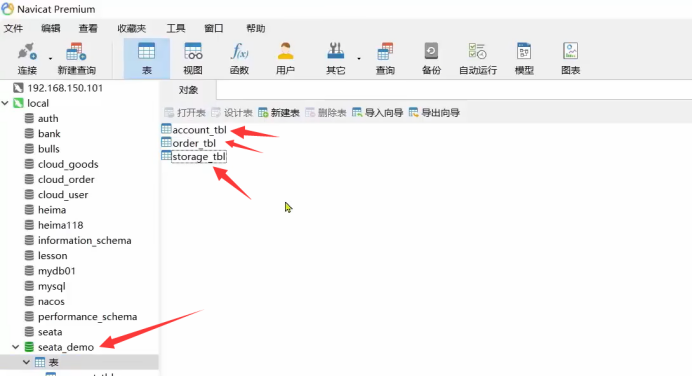 Navicat Premium
文件 编辑 查看 收藏夹 工具 窗口 帮助
连接 新建查询 表 视图 函数 用户 其它 查询 备份 自动运行 模型 图表
f(x)
192.168.150.101
local
auth
bank
bulls
cloud_goods
cloud_order
cloud_user
heima
heima118
information_schema
lesson
mydb01
mysql
nacos
performance_schema
seata
seata_demo
表
对象
打开表 设计表 新建表 删除表 导入向导 导出向导
account_tbl
order_tbl
storage_tbl